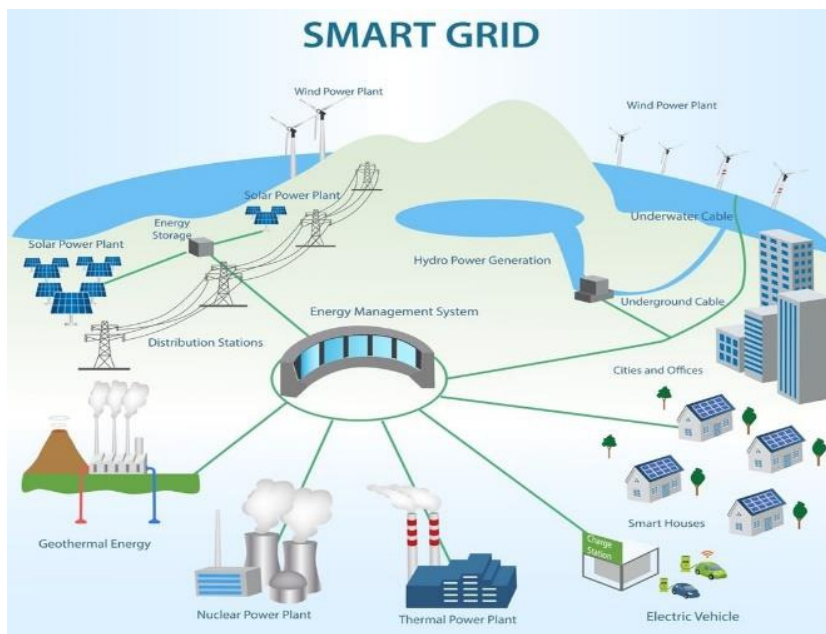 SMART GRID
Wind Power Plant
Wind Power Plant
Solar Power Plant
Energy
Storage
Underwater Cable
Solar Power Plant
Hydro Power Generation
Underground Cable
Energy Management System
Distribution Stations
Cities and Offices
Smart Houses
Geothermal Energy
Charge
Station
Nuclear Power Plant
Thermal Power Plant
Electric Vehicle